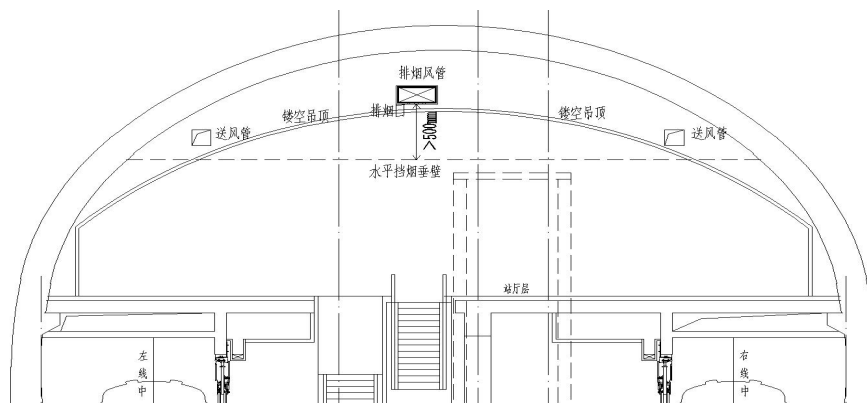 排烟风管
排烟口
镂空吊顶
镂空吊顶
>500mm
送风管
送风管
水平挡烟垂壁
站厅层
左线中
右线中